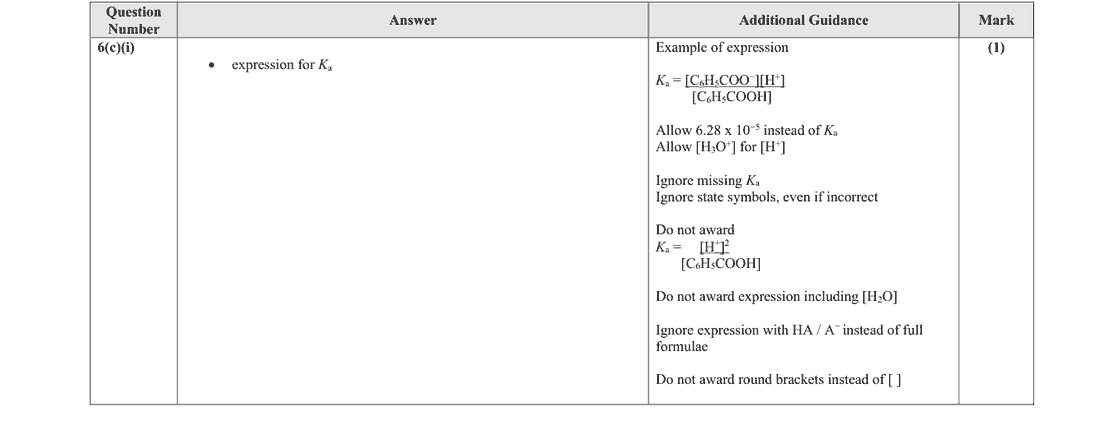 Question Number	Answer	Additional Guidance	Mark
6(c)(i)
• expression for Kₐ
Example of expression
(1)
Kₐ = [C₆H₅COO⁻][H⁺]
[C₆H₅COOH]
Allow 6.28 x 10⁻⁵ instead of Kₐ
Allow [H₃O⁺] for [H⁺]
Ignore missing Kₐ
Ignore state symbols, even if incorrect
Do not award
Kₐ = [H⁺]²
[C₆H₅COOH]
Do not award expression including [H₂O]
Ignore expression with HA / A⁻ instead of full
formulae
Do not award round brackets instead of [ ]